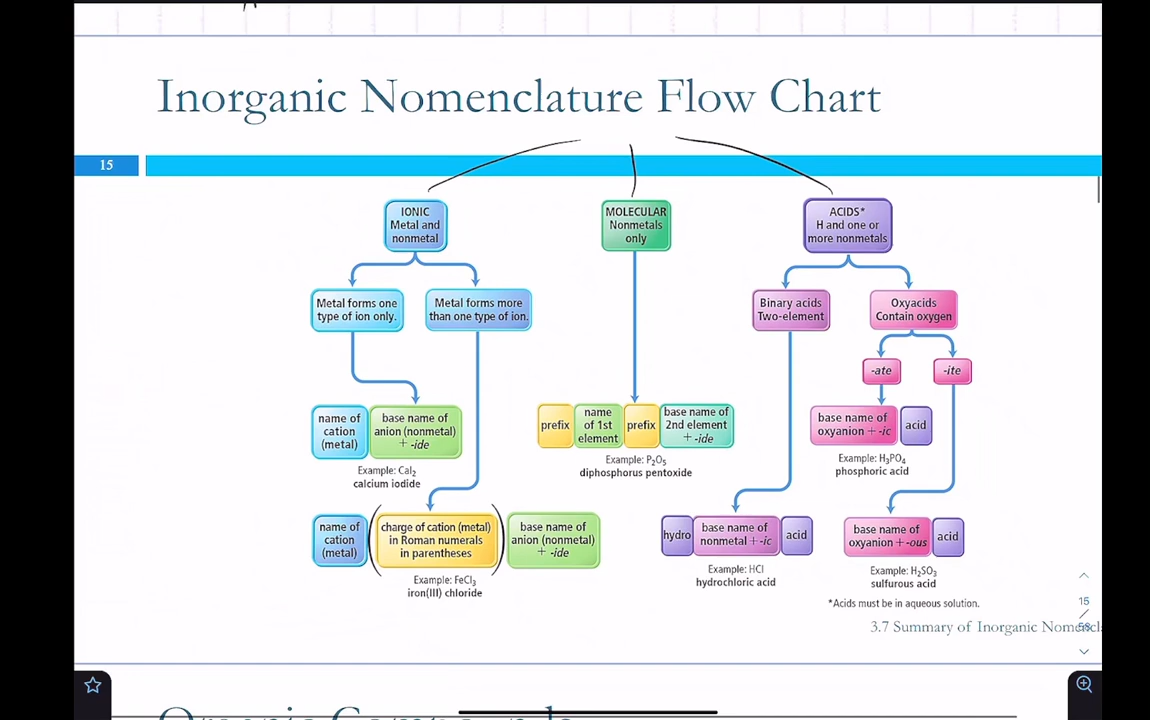 Inorganic Nomenclature Flow Chart
15
IONIC
Metal and
nonmetal
MOLECULAR
Nonmetals
only
ACIDS*
H and one or
more nonmetals
Metal forms one
type of ion only.
Metal forms more
than one type of ion.
Binary acids
Two-element
Oxyacids
Contain oxygen
-ate
-ite
name of
cation
(metal)
base name of
anion (nonmetal)
+ -ide
Example: CaI₂
calcium iodide
prefix
name
of 1st
element
prefix
base name of
2nd element
+ -ide
Example: P₂O₅
diphosphorus pentoxide
base name of
oxyanion + -ic
acid
Example: H₃PO₄
phosphoric acid
name of
cation
(metal)
charge of cation (metal)
in Roman numerals
in parentheses
base name of
anion (nonmetal)
+ -ide
Example: FeCl₃
iron(III) chloride
hydro
base name of
nonmetal + -ic
acid
Example: HCl
hydrochloric acid
base name of
oxyanion + -ous
acid
Example: H₂SO₃
sulfurous acid
*Acids must be in aqueous solution.
15
/
58
3.7 Summary of Inorganic